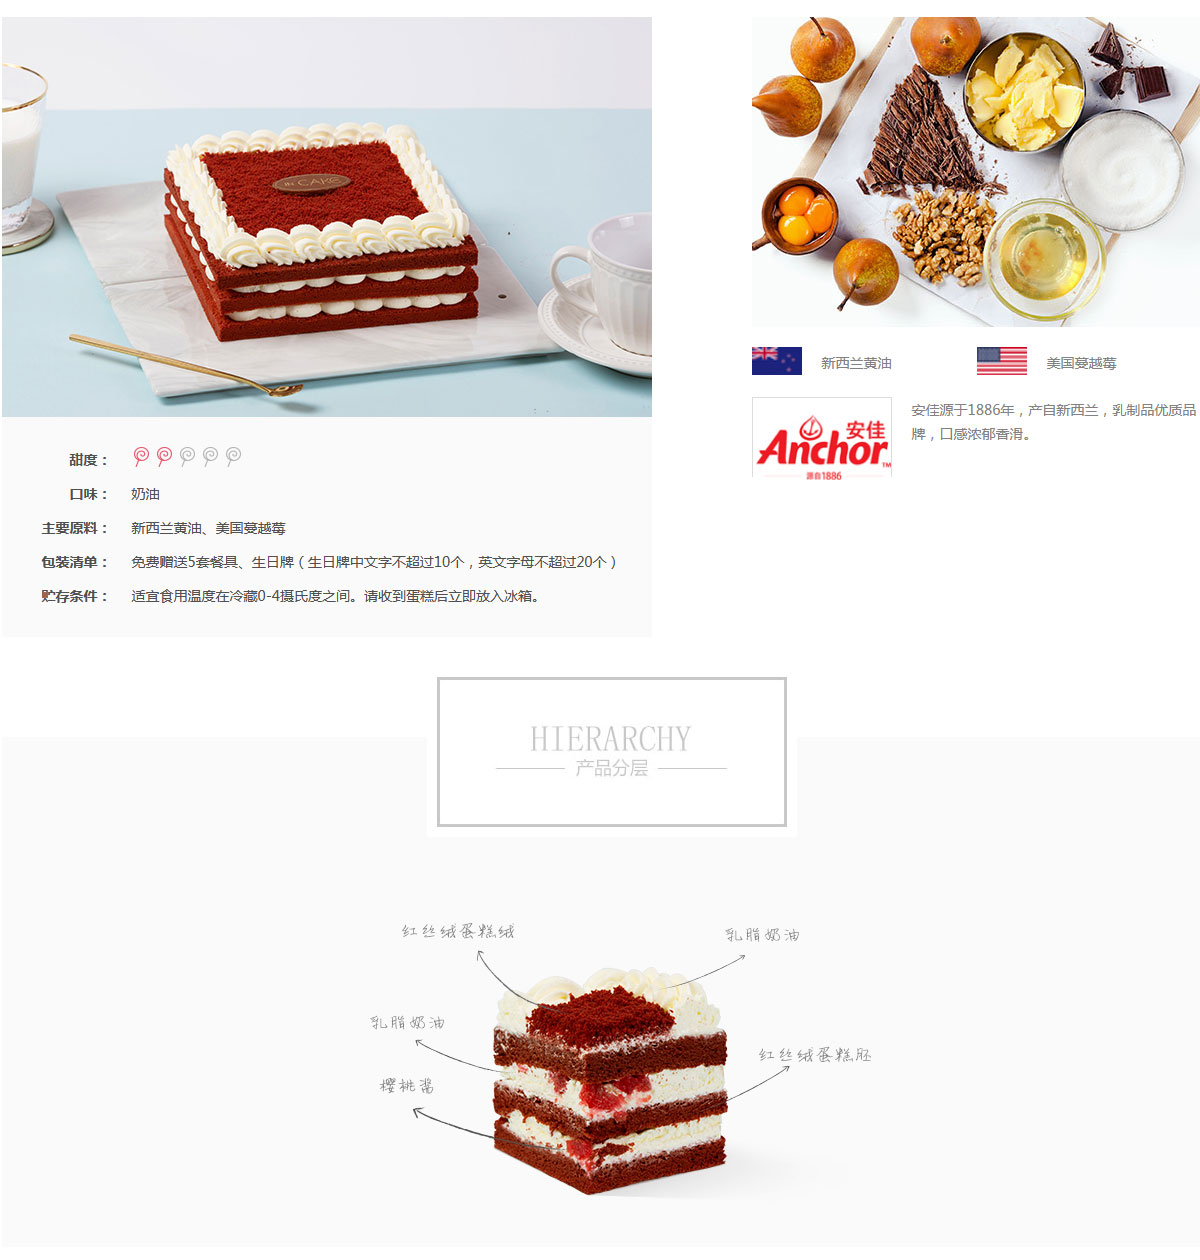 IN CAKE
新西兰黄油
美国蔓越莓
安佳
Anchor™
源自1886
安佳源于1886年，产自新西兰，乳制品优质品
牌，口感浓郁香滑。
甜度：
口味：奶油
主要原料：新西兰黄油、美国蔓越莓
包装清单：免费赠送5套餐具、生日牌（生日牌中文字不超过10个，英文字母不超过20个）
贮存条件：适宜食用温度在冷藏0-4摄氏度之间。请收到蛋糕后立即放入冰箱。
HIERARCHY
产品分层
红丝绒蛋糕绒
乳脂奶油
乳脂奶油
红丝绒蛋糕胚
樱桃酱